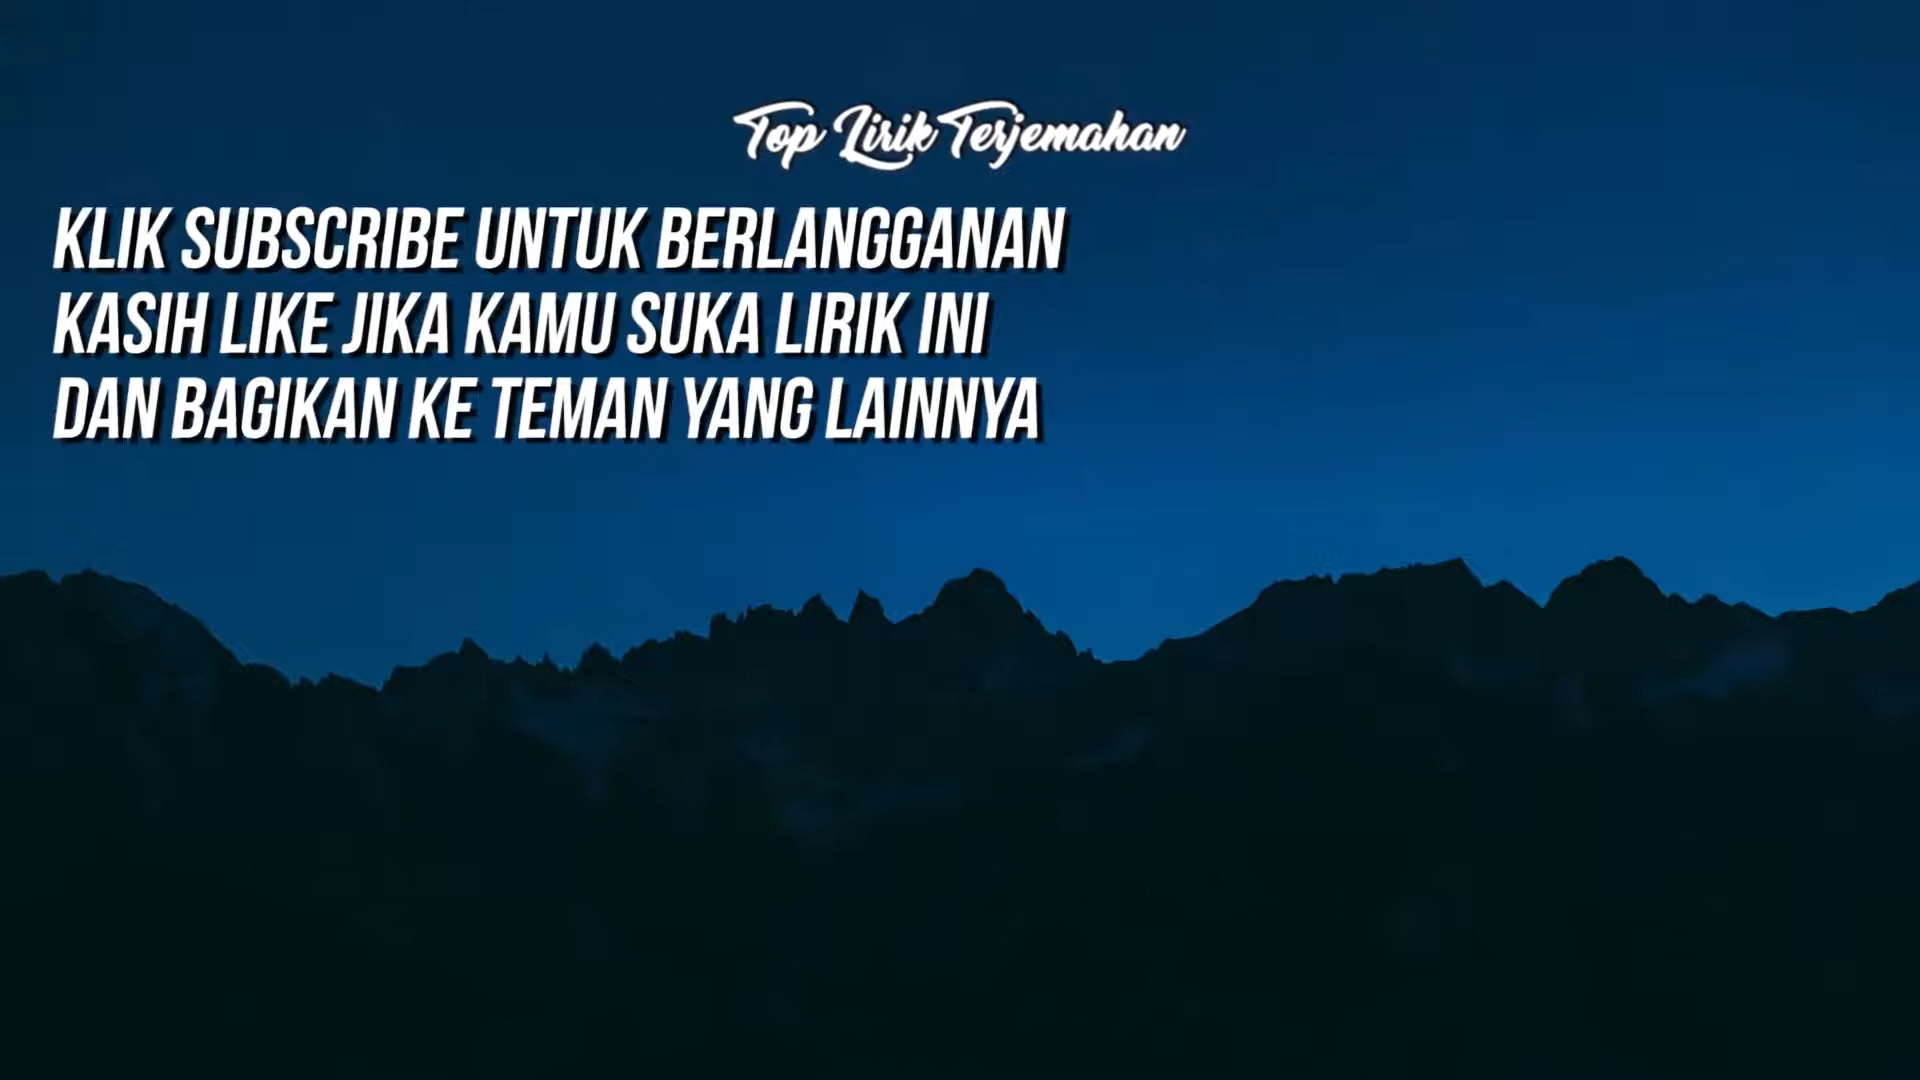 Top Lirik Terjemahan
KLIK SUBSCRIBE UNTUK BERLANGGANAN
KASIH LIKE JIKA KAMU SUKA LIRIK INI
DAN BAGIKAN KE TEMAN YANG LAINNYA